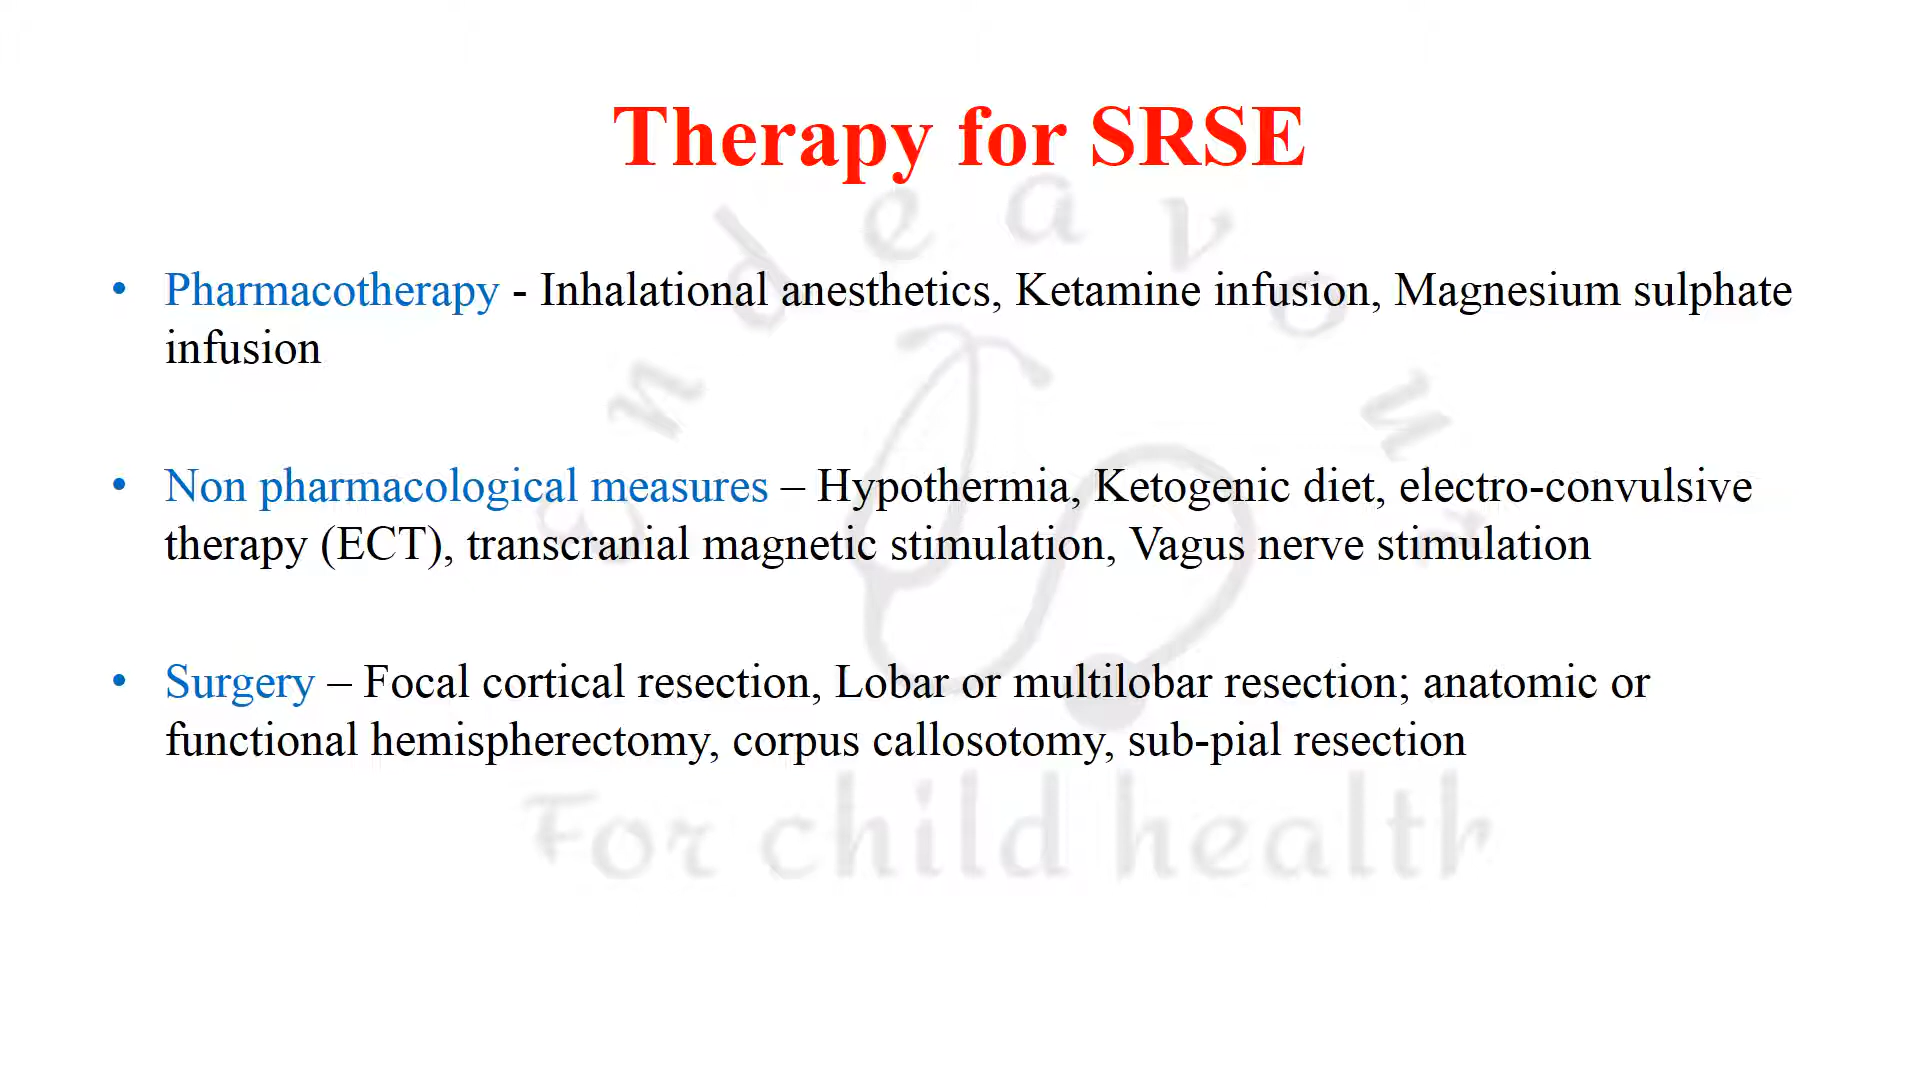 Therapy for SRSE
• Pharmacotherapy - Inhalational anesthetics, Ketamine infusion, Magnesium sulphate
infusion
• Non pharmacological measures – Hypothermia, Ketogenic diet, electro-convulsive
therapy (ECT), transcranial magnetic stimulation, Vagus nerve stimulation
• Surgery – Focal cortical resection, Lobar or multilobar resection; anatomic or
functional hemispherectomy, corpus callosotomy, sub-pial resection
Endeavour
For child health